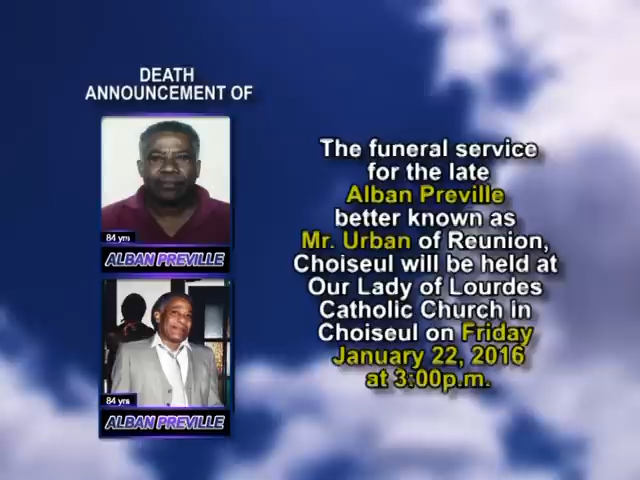 DEATH
ANNOUNCEMENT OF
84 yrs
ALBAN PREVILLE
84 yrs
ALBAN PREVILLE
The funeral service
for the late
Alban Preville
better known as
Mr. Urban of Reunion,
Choiseul will be held at
Our Lady of Lourdes
Catholic Church in
Choiseul on Friday
January 22, 2016
at 3:00p.m.